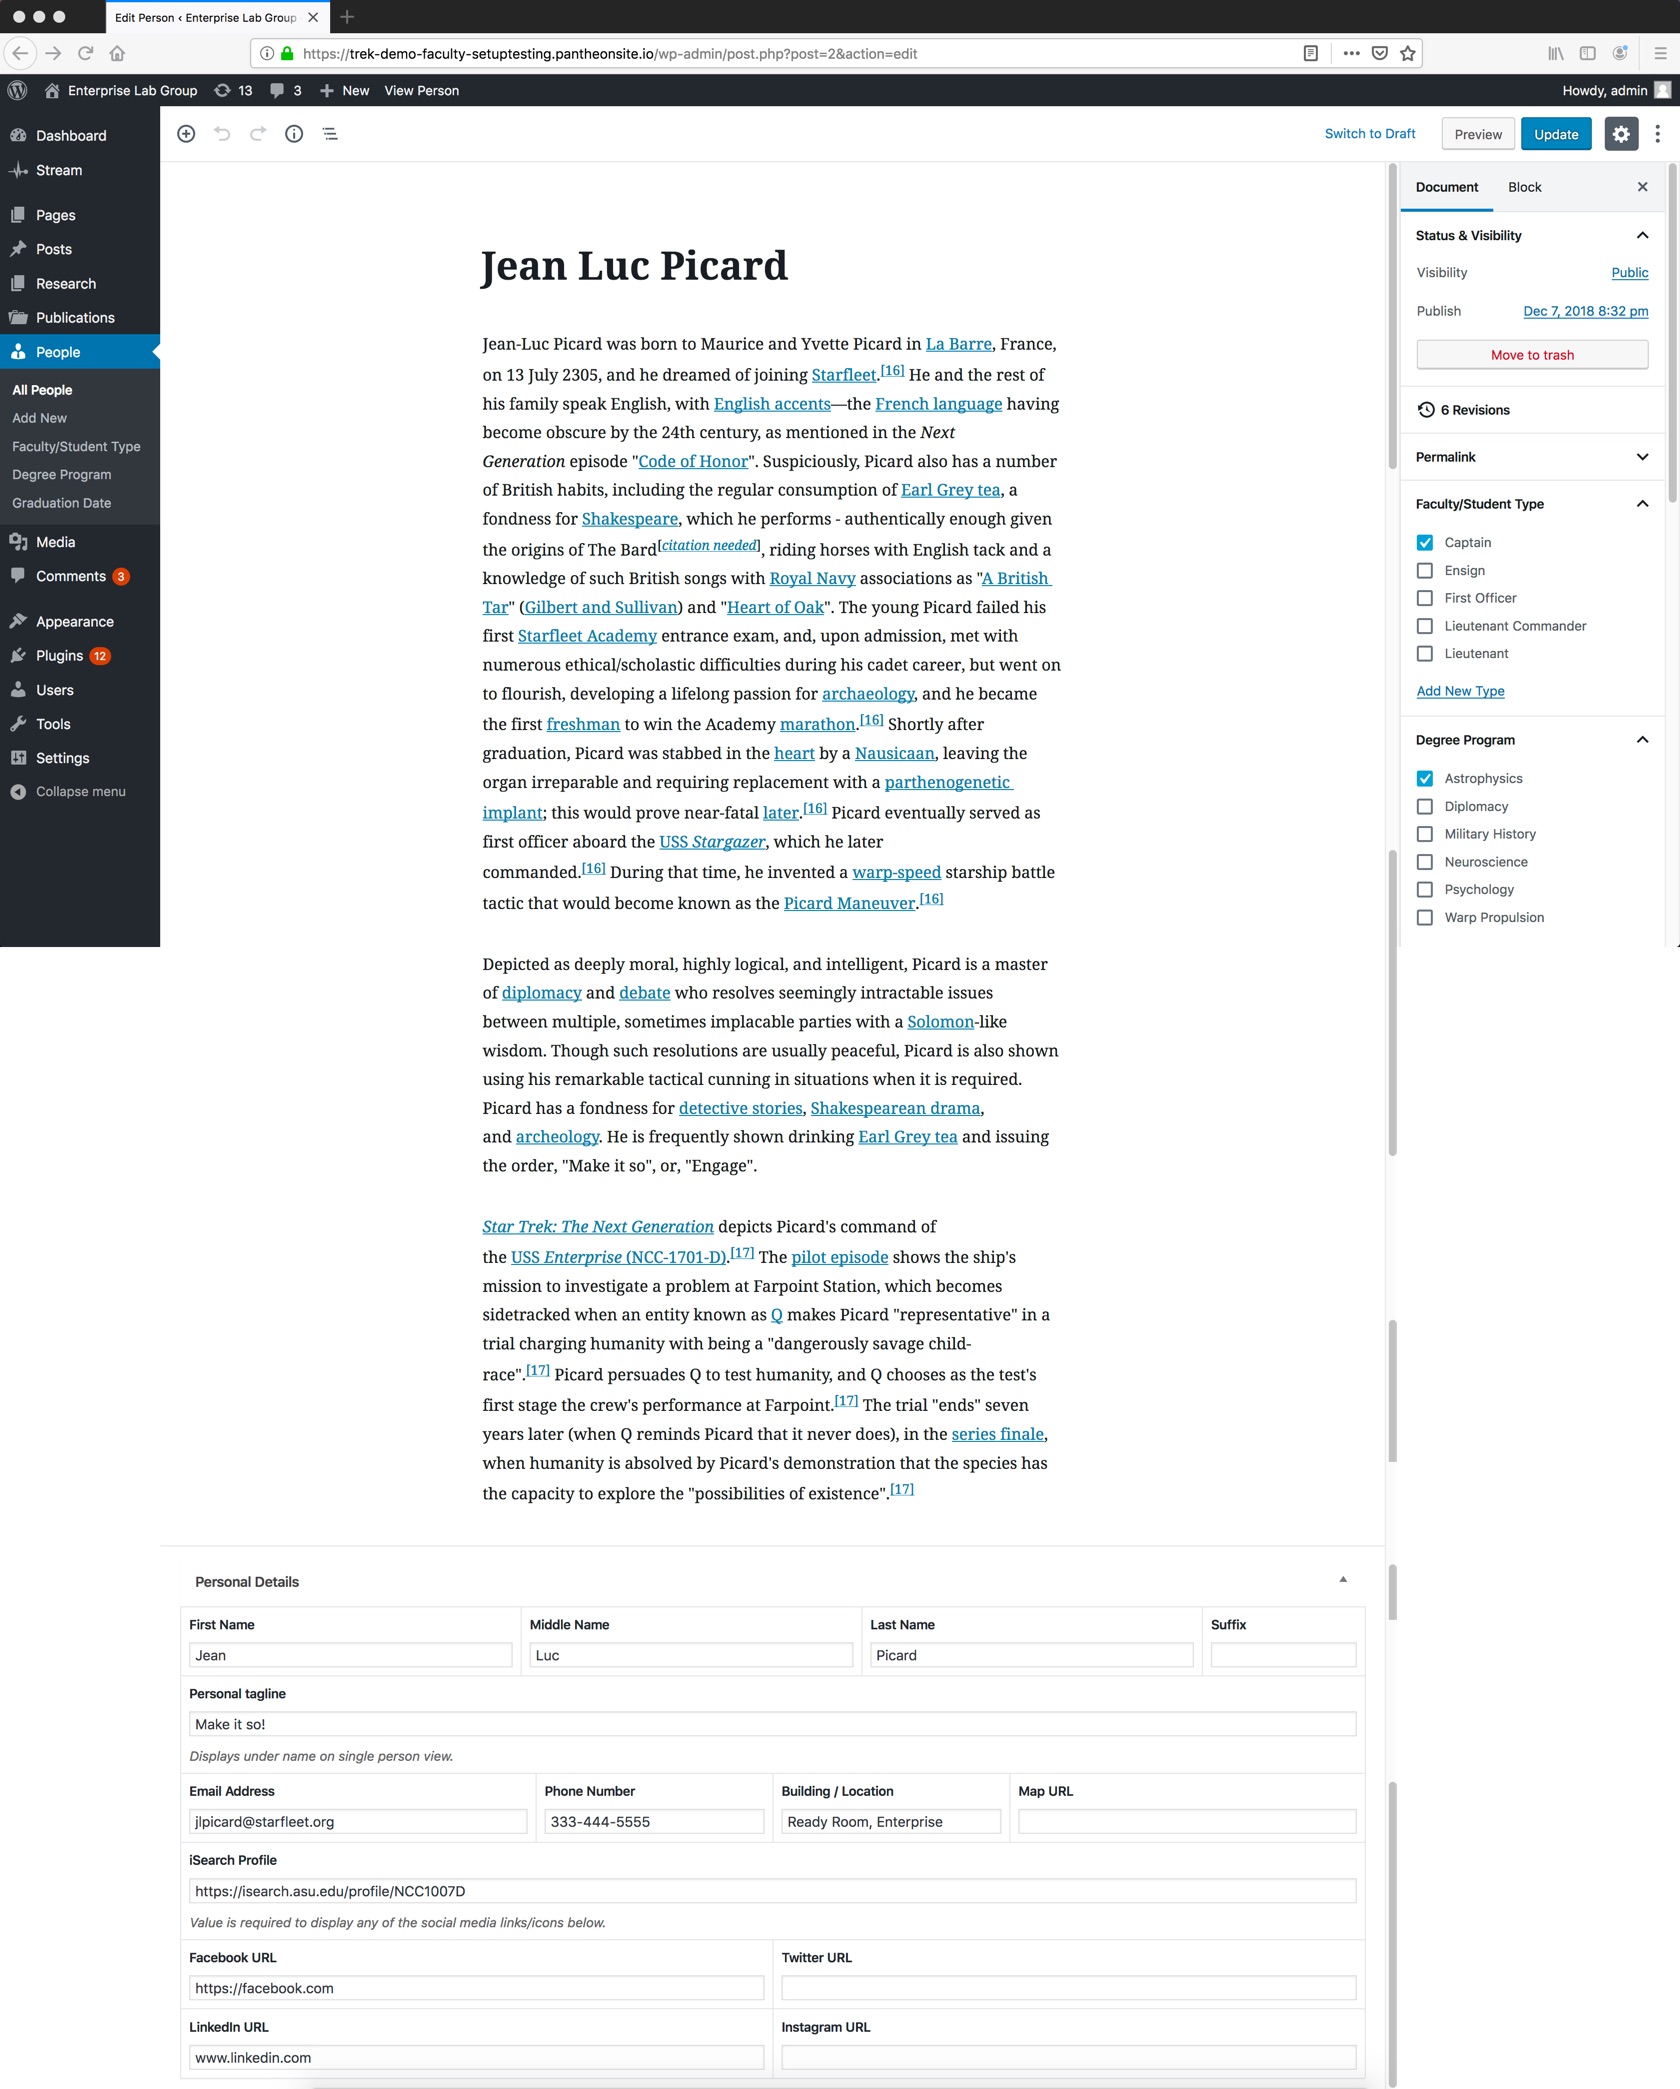 Edit Person ‹ Enterprise Lab Group
https://trek-demo-faculty-setuptesting.pantheonsite.io/wp-admin/post.php?post=2&action=edit
Enterprise Lab Group 13 3 New View Person Howdy, admin
Dashboard
Stream
Pages
Posts
Research
Publications
People
All People
Add New
Faculty/Student Type
Degree Program
Graduation Date
Media
Comments 3
Appearance
Plugins 12
Users
Tools
Settings
Collapse menu
Switch to Draft Preview Update
Jean Luc Picard
Jean-Luc Picard was born to Maurice and Yvette Picard in La Barre, France,
on 13 July 2305, and he dreamed of joining Starfleet.[16] He and the rest of
his family speak English, with English accents—the French language having
become obscure by the 24th century, as mentioned in the Next
Generation episode "Code of Honor". Suspiciously, Picard also has a number
of British habits, including the regular consumption of Earl Grey tea, a
fondness for Shakespeare, which he performs - authentically enough given
the origins of The Bard[citation needed], riding horses with English tack and a
knowledge of such British songs with Royal Navy associations as "A British
Tar" (Gilbert and Sullivan) and "Heart of Oak". The young Picard failed his
first Starfleet Academy entrance exam, and, upon admission, met with
numerous ethical/scholastic difficulties during his cadet career, but went on
to flourish, developing a lifelong passion for archaeology, and he became
the first freshman to win the Academy marathon.[16] Shortly after
graduation, Picard was stabbed in the heart by a Nausicaan, leaving the
organ irreparable and requiring replacement with a parthenogenetic
implant; this would prove near-fatal later.[16] Picard eventually served as
first officer aboard the USS Stargazer, which he later
commanded.[16] During that time, he invented a warp-speed starship battle
tactic that would become known as the Picard Maneuver.[16]
Depicted as deeply moral, highly logical, and intelligent, Picard is a master
of diplomacy and debate who resolves seemingly intractable issues
between multiple, sometimes implacable parties with a Solomon-like
wisdom. Though such resolutions are usually peaceful, Picard is also shown
using his remarkable tactical cunning in situations when it is required.
Picard has a fondness for detective stories, Shakespearean drama,
and archeology. He is frequently shown drinking Earl Grey tea and issuing
the order, "Make it so", or, "Engage".
Star Trek: The Next Generation depicts Picard's command of
the USS Enterprise (NCC-1701-D).[17] The pilot episode shows the ship's
mission to investigate a problem at Farpoint Station, which becomes
sidetracked when an entity known as Q makes Picard "representative" in a
trial charging humanity with being a "dangerously savage child-
race".[17] Picard persuades Q to test humanity, and Q chooses as the test's
first stage the crew's performance at Farpoint.[17] The trial "ends" seven
years later (when Q reminds Picard that it never does), in the series finale,
when humanity is absolved by Picard's demonstration that the species has
the capacity to explore the "possibilities of existence".[17]
Document Block
Status & Visibility
Visibility Public
Publish Dec 7, 2018 8:32 pm
Move to trash
6 Revisions
Permalink
Faculty/Student Type
Captain
Ensign
First Officer
Lieutenant Commander
Lieutenant
Add New Type
Degree Program
Astrophysics
Diplomacy
Military History
Neuroscience
Psychology
Warp Propulsion
Personal Details
First Name Middle Name Last Name Suffix
Jean Luc Picard
Personal tagline
Make it so!
Displays under name on single person view.
Email Address Phone Number Building / Location Map URL
jlpicard@starfleet.org 333-444-5555 Ready Room, Enterprise
iSearch Profile
https://isearch.asu.edu/profile/NCC1007D
Value is required to display any of the social media links/icons below.
Facebook URL Twitter URL
https://facebook.com
LinkedIn URL Instagram URL
www.linkedin.com